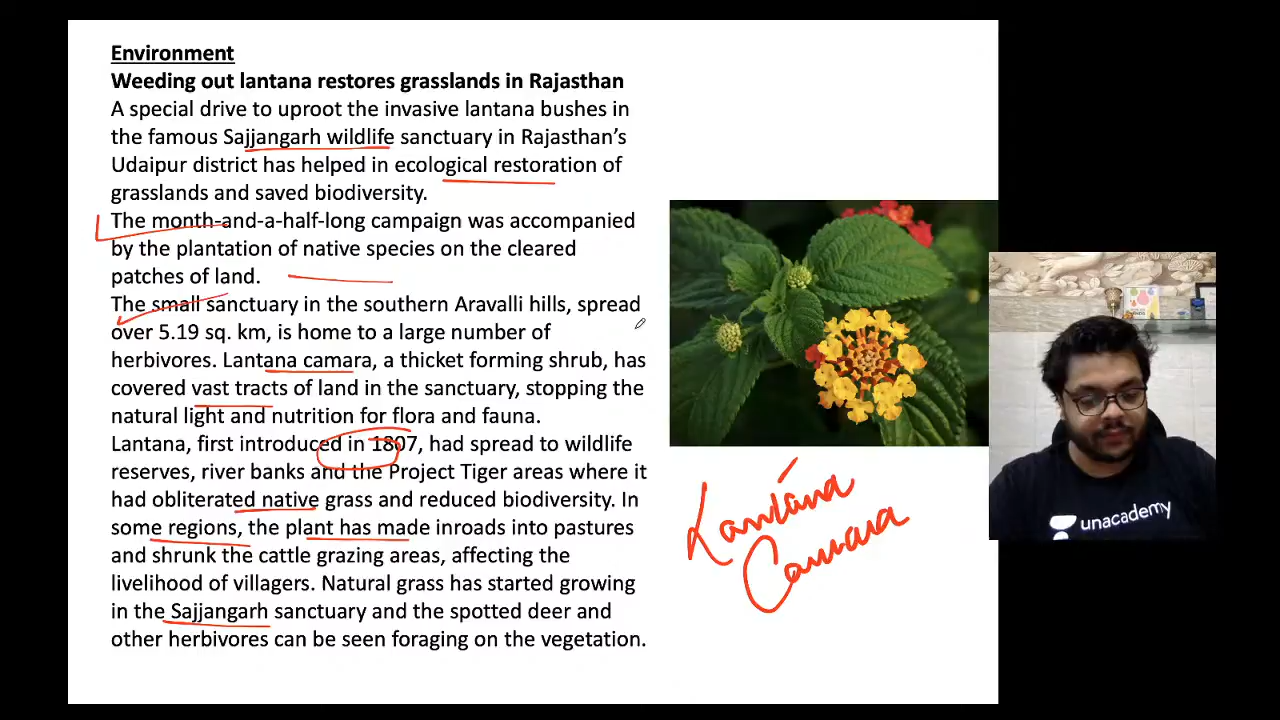 Environment
Weeding out lantana restores grasslands in Rajasthan
A special drive to uproot the invasive lantana bushes in
the famous Sajjangarh wildlife sanctuary in Rajasthan's
Udaipur district has helped in ecological restoration of
grasslands and saved biodiversity.
The month-and-a-half-long campaign was accompanied
by the plantation of native species on the cleared
patches of land.
The small sanctuary in the southern Aravalli hills, spread
over 5.19 sq. km, is home to a large number of
herbivores. Lantana camara, a thicket forming shrub, has
covered vast tracts of land in the sanctuary, stopping the
natural light and nutrition for flora and fauna.
Lantana, first introduced in 1807, had spread to wildlife
reserves, river banks and the Project Tiger areas where it
had obliterated native grass and reduced biodiversity. In
some regions, the plant has made inroads into pastures
and shrunk the cattle grazing areas, affecting the
livelihood of villagers. Natural grass has started growing
in the Sajjangarh sanctuary and the spotted deer and
other herbivores can be seen foraging on the vegetation.
Lantana
Camara
unacademy